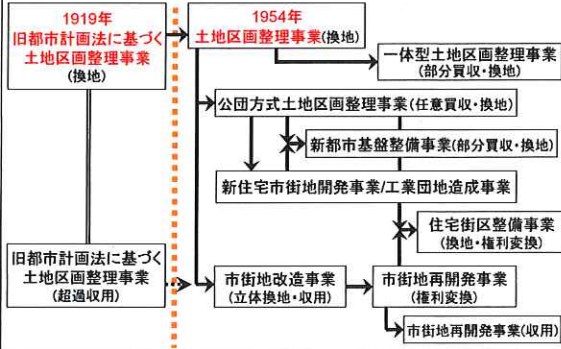 1919年
旧都市計画法に基づく
土地区画整理事業
(換地)
1954年
土地区画整理事業(換地)
一体型土地区画整理事業
(部分買収・換地)
公団方式土地区画整理事業(任意買収・換地)
新都市基盤整備事業(部分買収・換地)
新住宅市街地開発事業/工業団地造成事業
住宅街区整備事業
(換地・権利変換)
旧都市計画法に基づく
土地区画整理事業
(超過収用)
市街地改造事業
(立体換地・収用)
市街地再開発事業
(権利変換)
市街地再開発事業(収用)